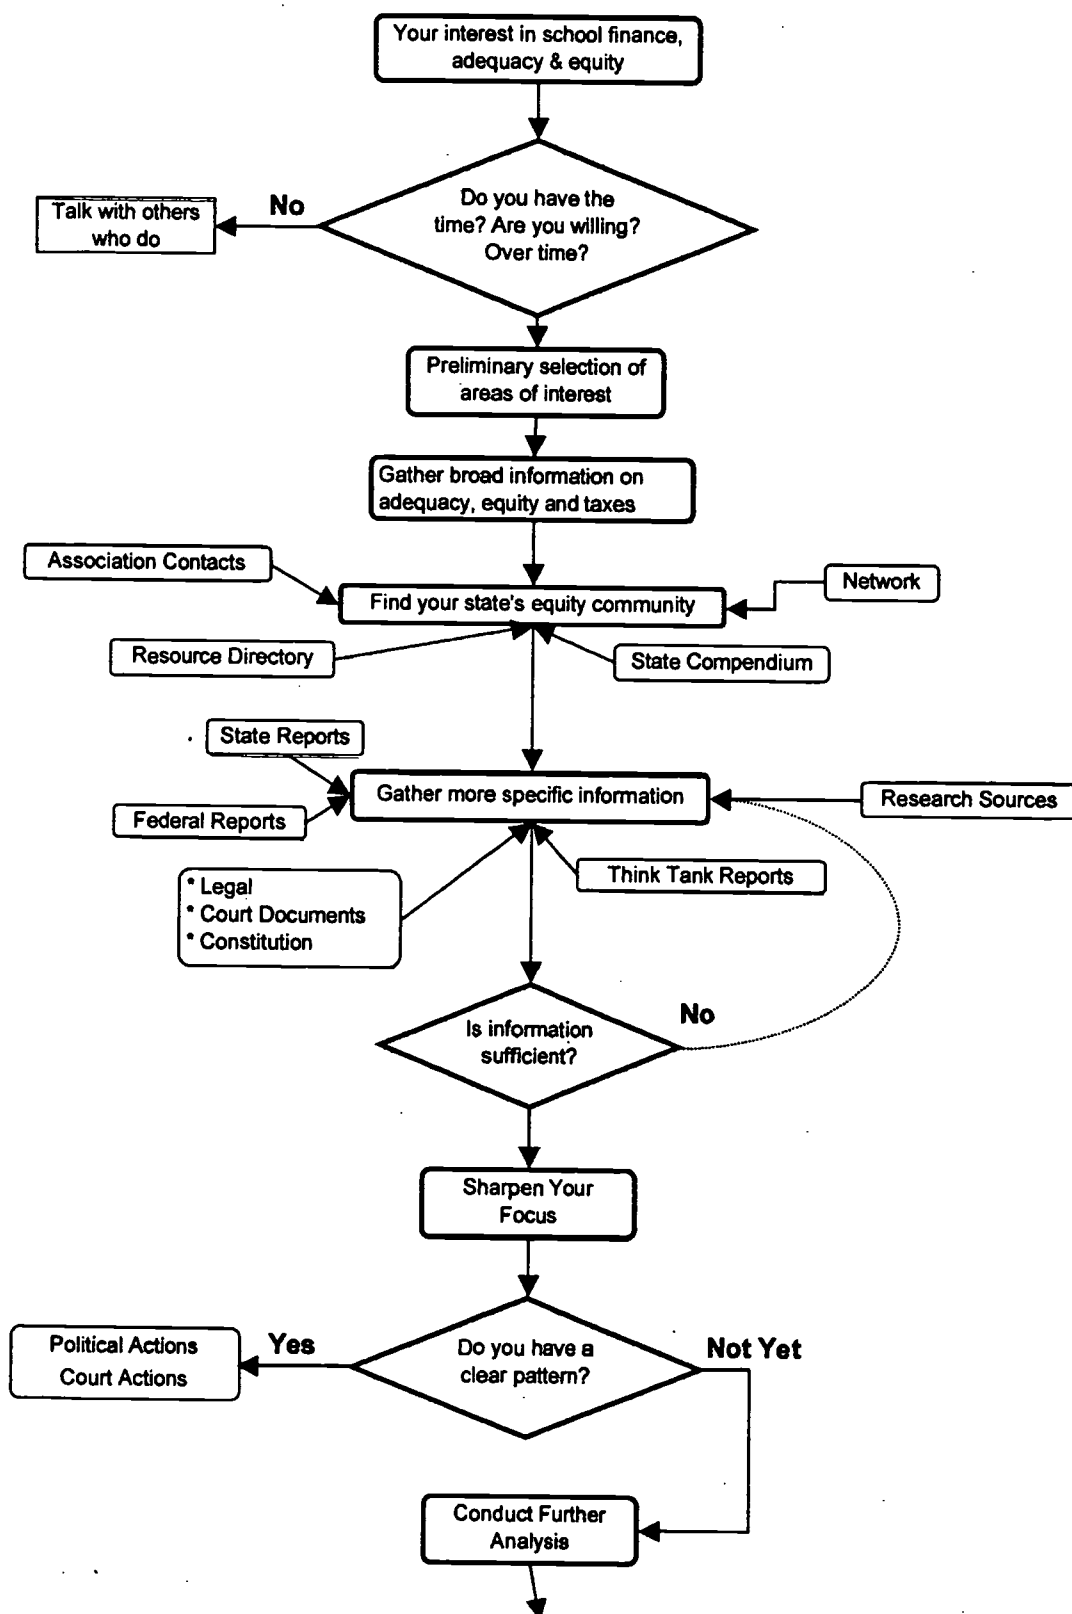 Your interest in school finance,
adequacy & equity
Do you have the
time? Are you willing?
Over time?
No
Talk with others
who do
Preliminary selection of
areas of interest
Gather broad information on
adequacy, equity and taxes
Association Contacts
Network
Find your state's equity community
Resource Directory
State Compendium
State Reports
Gather more specific information
Research Sources
Federal Reports
Think Tank Reports
* Legal
* Court Documents
* Constitution
Is information
sufficient?
No
Sharpen Your
Focus
Do you have a
clear pattern?
Yes
Not Yet
Political Actions
Court Actions
Conduct Further
Analysis